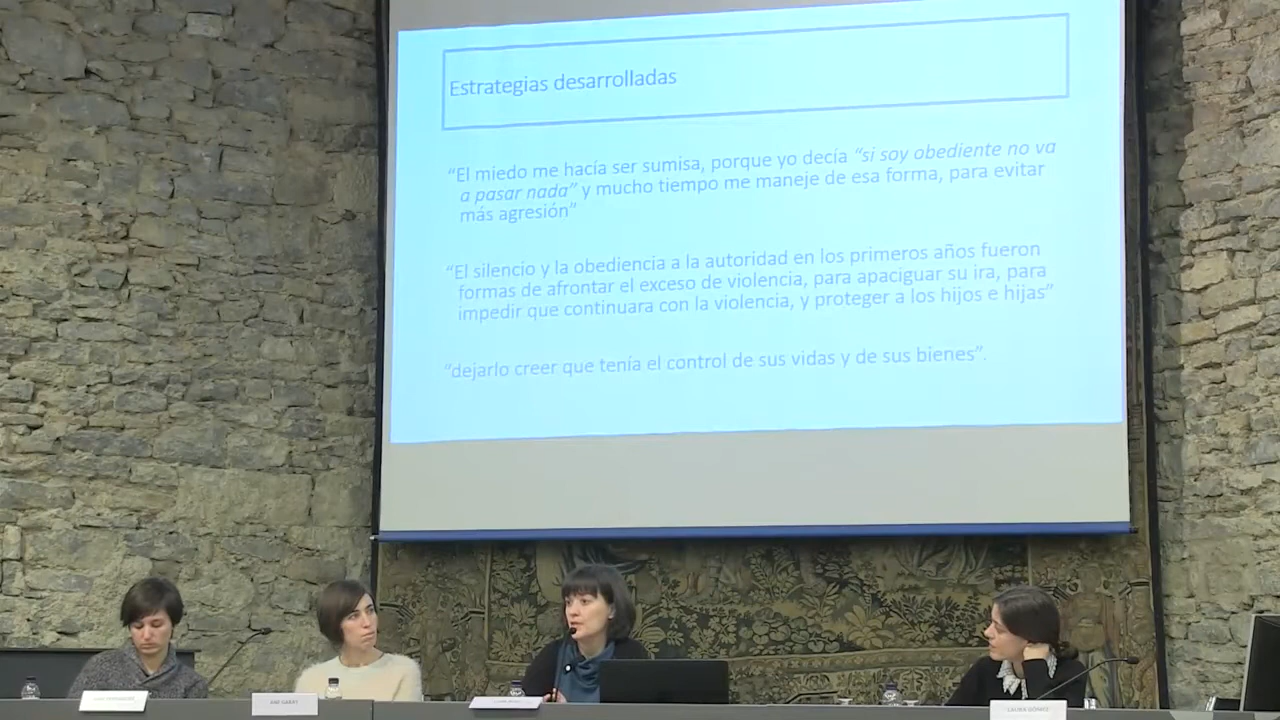 Estrategias desarrolladas
“El miedo me hacía ser sumisa, porque yo decía “si soy obediente no va
a pasar nada” y mucho tiempo me maneje de esa forma, para evitar
más agresión”
“El silencio y la obediencia a la autoridad en los primeros años fueron
formas de afrontar el exceso de violencia, para apaciguar su ira, para
impedir que continuara con la violencia, y proteger a los hijos e hijas”
“dejarlo creer que tenía el control de sus vidas y de sus bienes”.
LAURA GÓMEZ